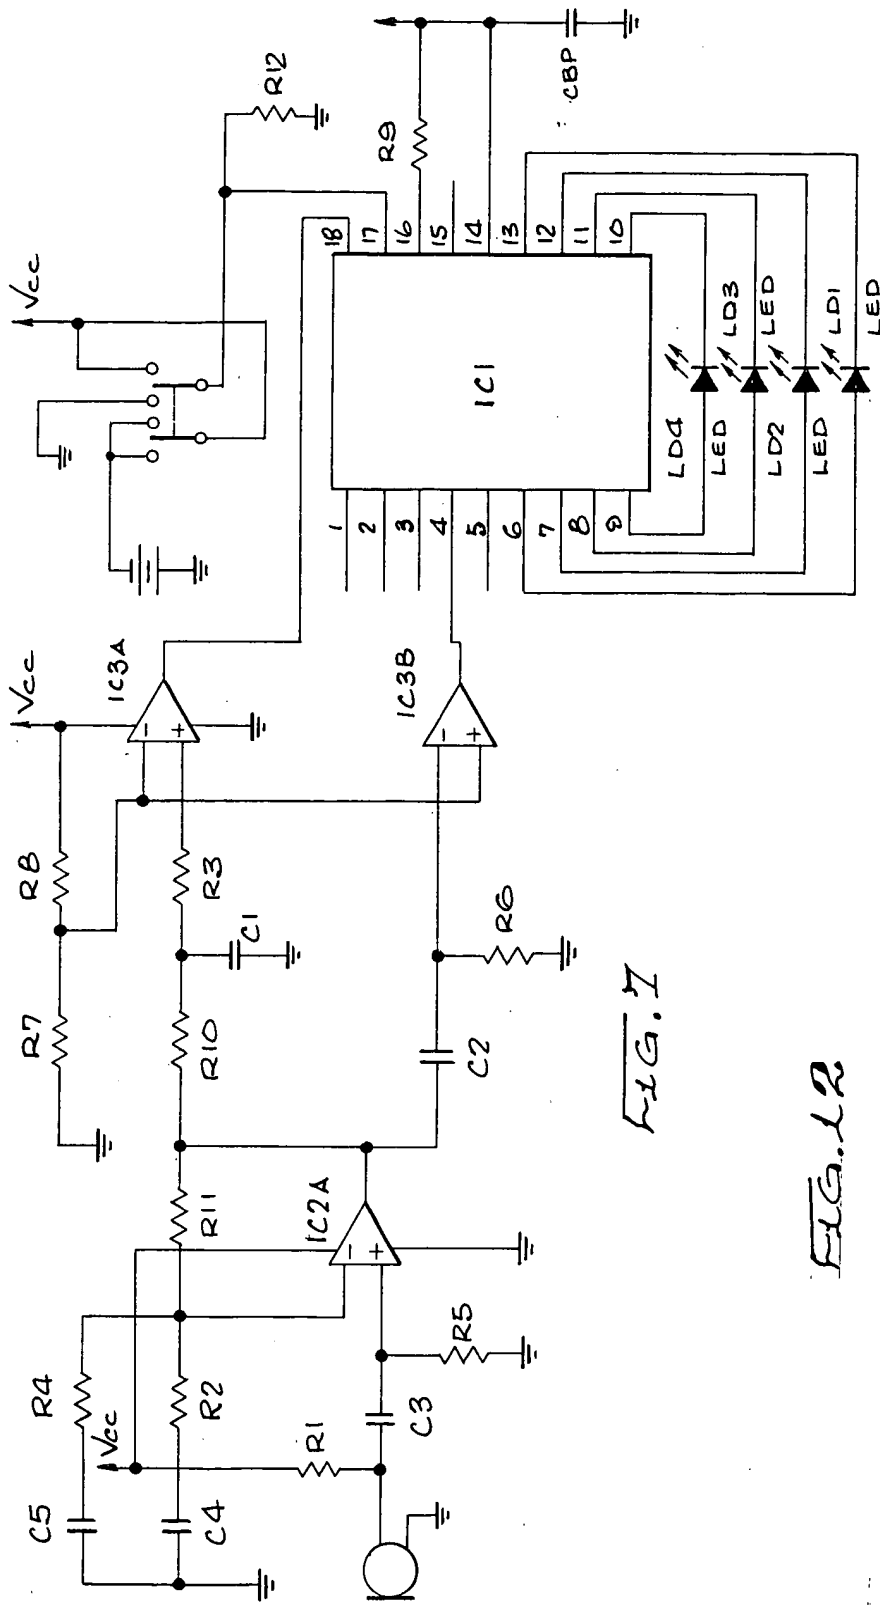 C5
R4
Vcc
C4
R2
R1
C3
R5
IC2A
-
+
R11
R7
R8
R10
C1
R3
C2
R6
Vcc
IC3A
-
+
IC3B
-
+
Vcc
R12
R9
CBP
IC1
1
2
3
4
5
6
7
8
9
18
17
16
15
14
13
12
11
10
LD4
LED
LD3
LED
LD2
LED
LD1
LED
FIG. 7
FIG. 12